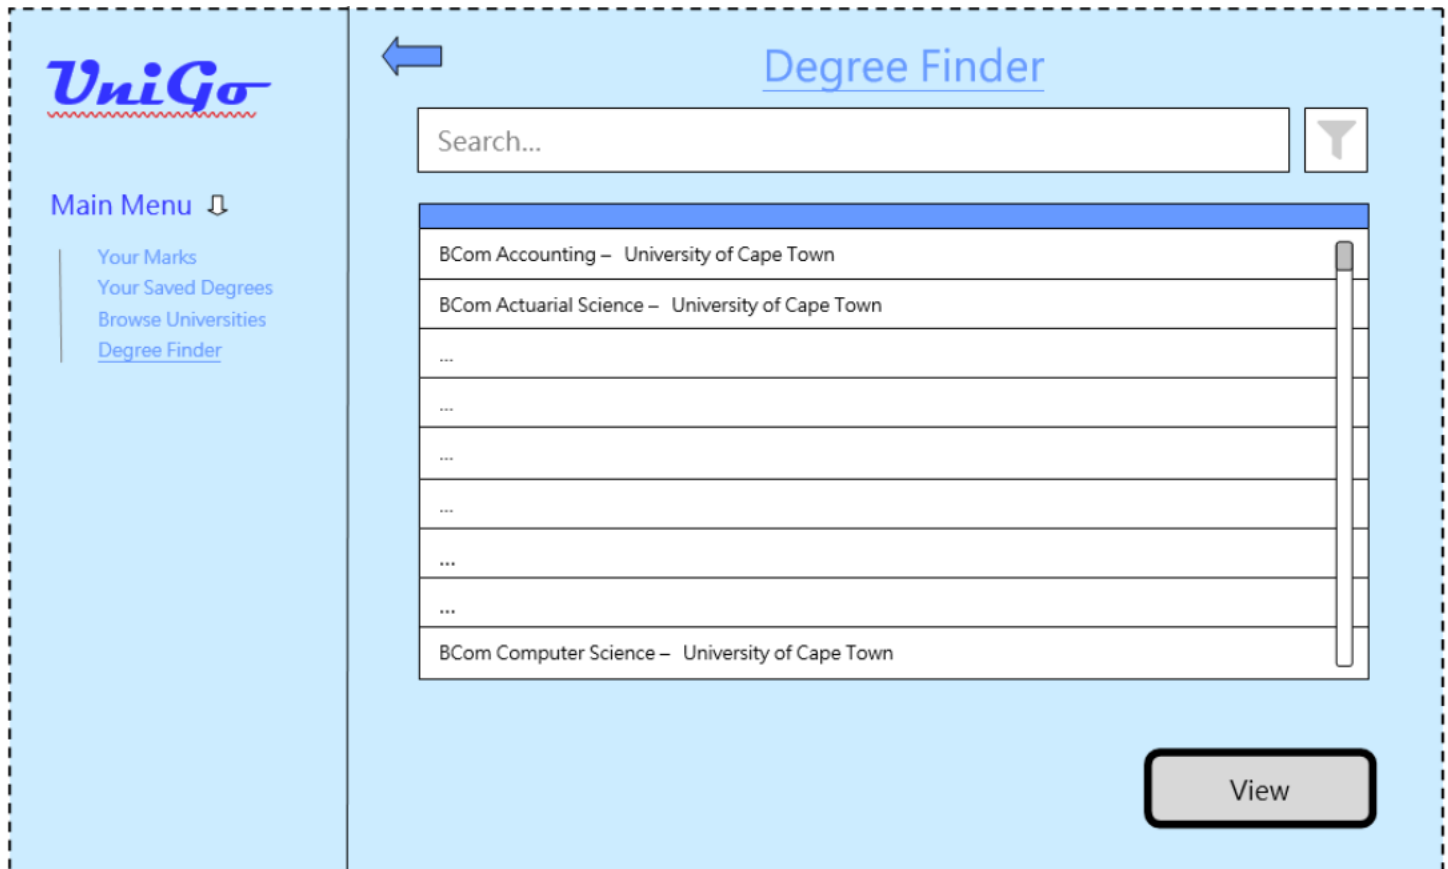 UniGo
Main Menu
Your Marks
Your Saved Degrees
Browse Universities
Degree Finder
Degree Finder
Search...
BCom Accounting – University of Cape Town
BCom Actuarial Science – University of Cape Town
...
...
...
...
...
...
BCom Computer Science – University of Cape Town
View